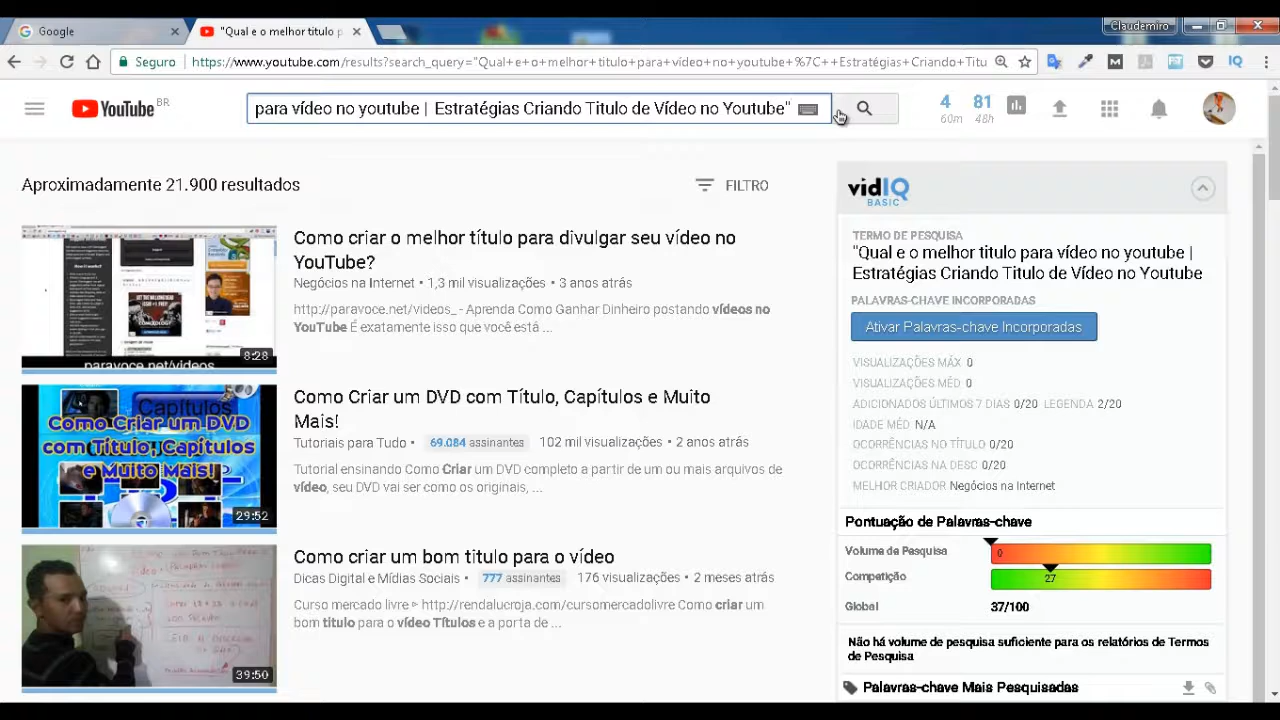 Google
"Qual e o melhor titulo p
Claudemiro
Seguro
https://www.youtube.com/results?search_query="Qual+e+o+melhor+titulo+para+vídeo+no+youtube+%7C++Estratégias+Criando+Titu
YouTube BR
para vídeo no youtube | Estratégias Criando Titulo de Vídeo no Youtube"
4
60m
81
48h
Aproximadamente 21.900 resultados
FILTRO
Como criar o melhor titulo para divulgar seu vídeo no
YouTube?
Negócios na Internet • 1,3 mil visualizações • 3 anos atrás
http://paravoce.net/videos_ - Aprenda Como Ganhar Dinheiro postando vídeos no
YouTube É exatamente isso que você esta ...
paravoce.net/videos
8:28
Como Criar um DVD com Título, Capítulos e Muito
Mais!
Tutoriais para Tudo • 69.084 assinantes • 102 mil visualizações • 2 anos atrás
Tutorial ensinando Como Criar um DVD completo a partir de um ou mais arquivos de
vídeo, seu DVD vai ser como os originais, ...
Capítulos
Como Criar um DVD
com Título, Capítulos
e Muito Mais!
29:52
Como criar um bom titulo para o vídeo
Dicas Digital e Mídias Sociais • 777 assinantes • 176 visualizações • 2 meses atrás
Curso mercado livre ▸ http://rendalucroja.com/cursomercadolivre Como criar um
bom titulo para o vídeo Títulos e a porta de ...
39:50
vidIQ
BASIC
TERMO DE PESQUISA
"Qual e o melhor titulo para vídeo no youtube |
Estratégias Criando Titulo de Vídeo no Youtube
PALAVRAS-CHAVE INCORPORADAS
Ativar Palavras-chave Incorporadas
VISUALIZAÇÕES MÁX 0
VISUALIZAÇÕES MÉD 0
ADICIONADOS ÚLTIMOS 7 DIAS 0/20 LEGENDA 2/20
IDADE MÉD N/A
OCORRÊNCIAS NO TÍTULO 0/20
OCORRÊNCIAS NA DESC 0/20
MELHOR CRIADOR Negócios na Internet
Pontuação de Palavras-chave
Volume de Pesquisa
0
Competição
27
Global 37/100
Não há volume de pesquisa suficiente para os relatórios de Termos
de Pesquisa
Palavras-chave Mais Pesquisadas